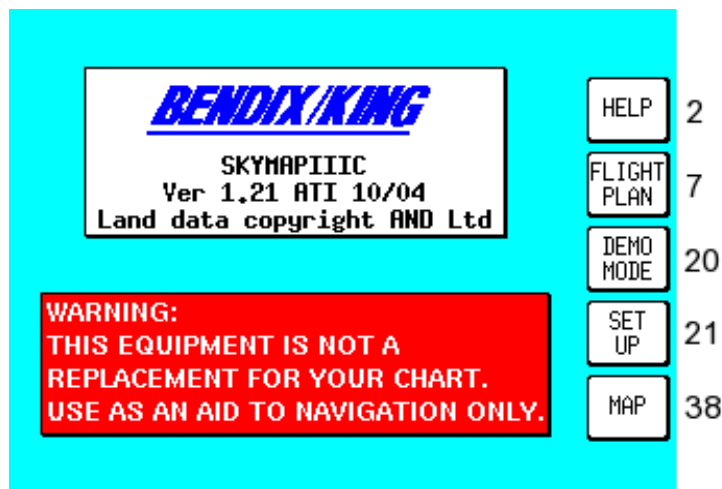 BENDIX/KING
SKYMAPIIIC
Ver 1.21 ATI 10/04
Land data copyright AND Ltd
WARNING:
THIS EQUIPMENT IS NOT A
REPLACEMENT FOR YOUR CHART.
USE AS AN AID TO NAVIGATION ONLY.
HELP 2
FLIGHT
PLAN 7
DEMO
MODE 20
SET
UP 21
MAP 38